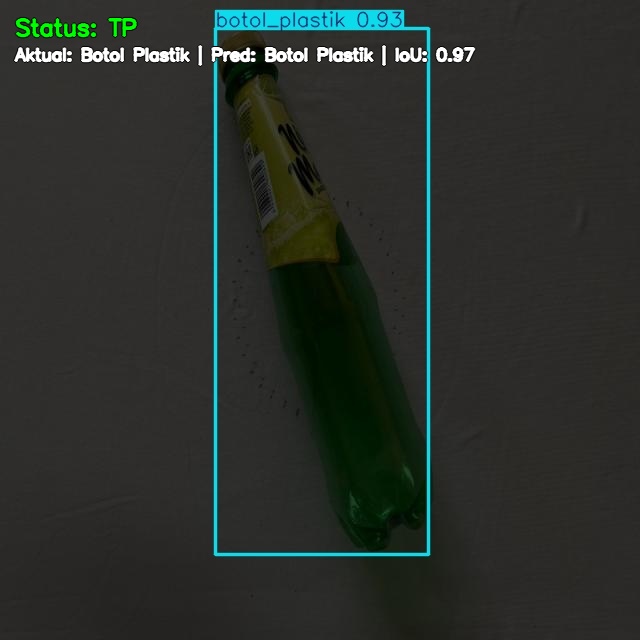 botol_plastik 0.93
Status: TP
Aktual: Botol Plastik | Pred: Botol Plastik | IoU: 0.97